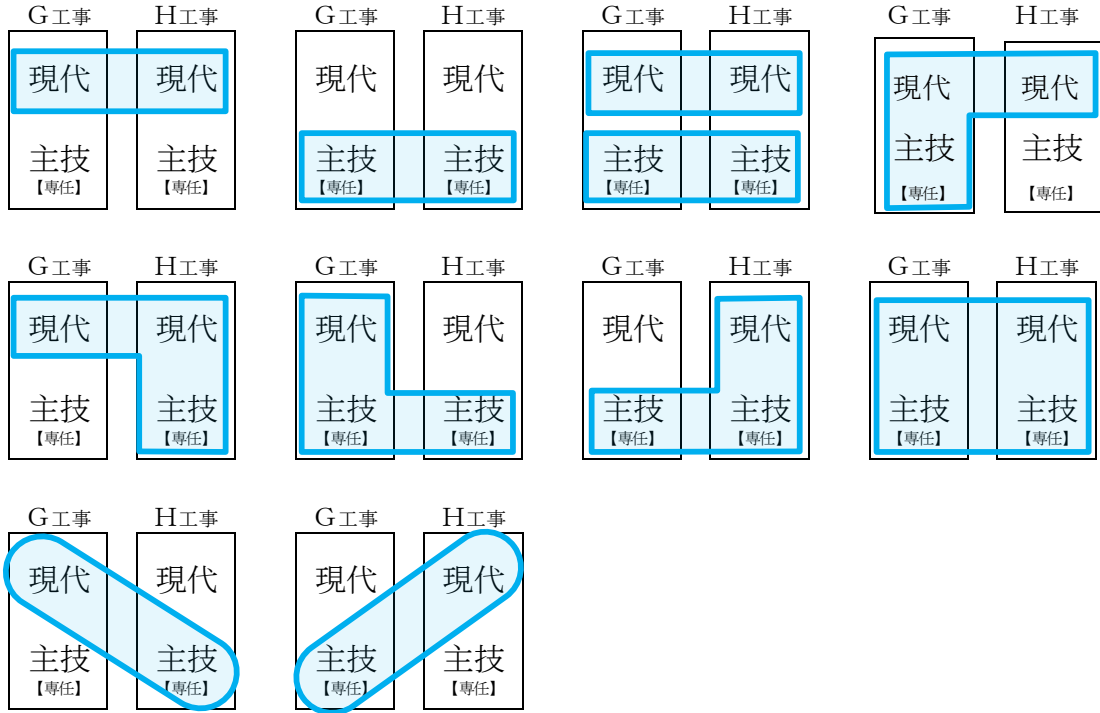 G工事 H工事 G工事 H工事 G工事 H工事 G工事 H工事
現代 現代 現代 現代 現代 現代 現代 現代
主技 主技 主技 主技 主技 主技 主技 主技
【専任】 【専任】 【専任】 【専任】 【専任】 【専任】 【専任】 【専任】
G工事 H工事 G工事 H工事 G工事 H工事 G工事 H工事
現代 現代 現代 現代 現代 現代 現代 現代
主技 主技 主技 主技 主技 主技 主技 主技
【専任】 【専任】 【専任】 【専任】 【専任】 【専任】 【専任】 【専任】
G工事 H工事 G工事 H工事
現代 現代 現代 現代
主技 主技 主技 主技
【専任】 【専任】 【専任】 【専任】